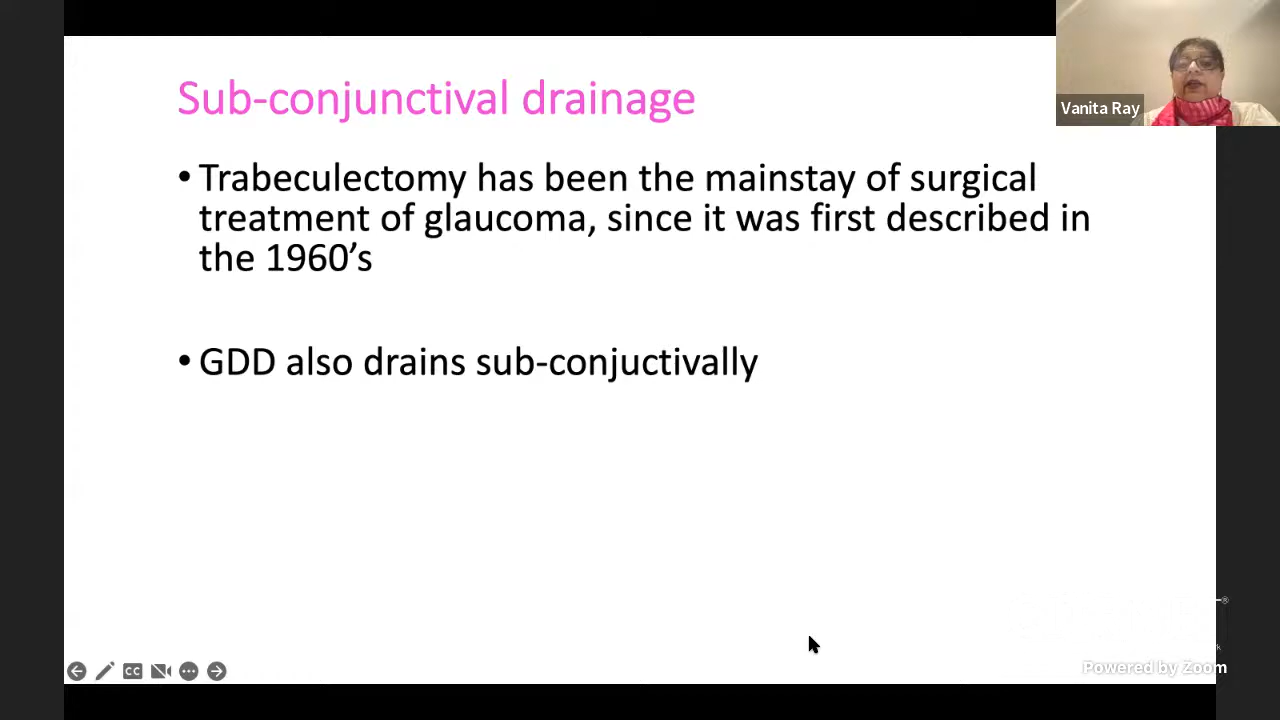 Sub-conjunctival drainage
Vanita Ray
• Trabeculectomy has been the mainstay of surgical
treatment of glaucoma, since it was first described in
the 1960’s
• GDD also drains sub-conjuctivally
CC
Powered by Zoom